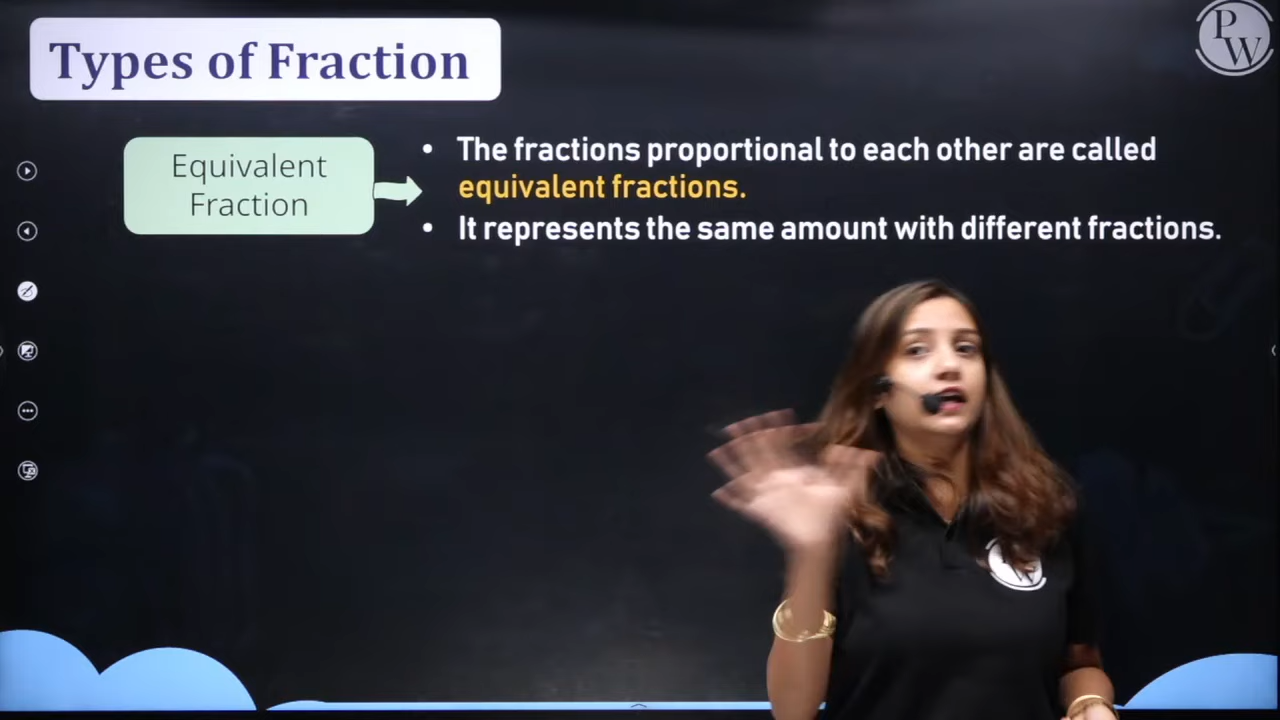 Types of Fraction
PW
Equivalent
Fraction
• The fractions proportional to each other are called
equivalent fractions.
• It represents the same amount with different fractions.
PW